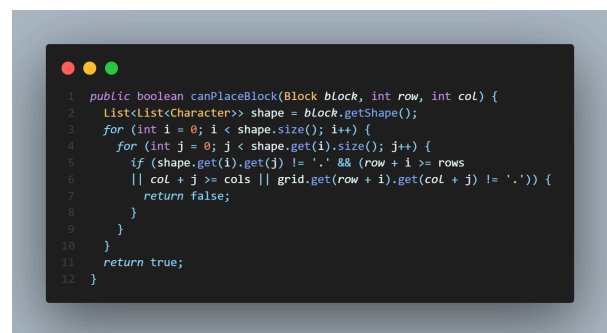 1 public boolean canPlaceBlock(Block block, int row, int col) {
2   List<List<Character>> shape = block.getShape();
3   for (int i = 0; i < shape.size(); i++) {
4     for (int j = 0; j < shape.get(i).size(); j++) {
5       if (shape.get(i).get(j) != '.' && (row + i >= rows
6       || col + j >= cols || grid.get(row + i).get(col + j) != '.')) {
7         return false;
8       }
9     }
10   }
11   return true;
12 }